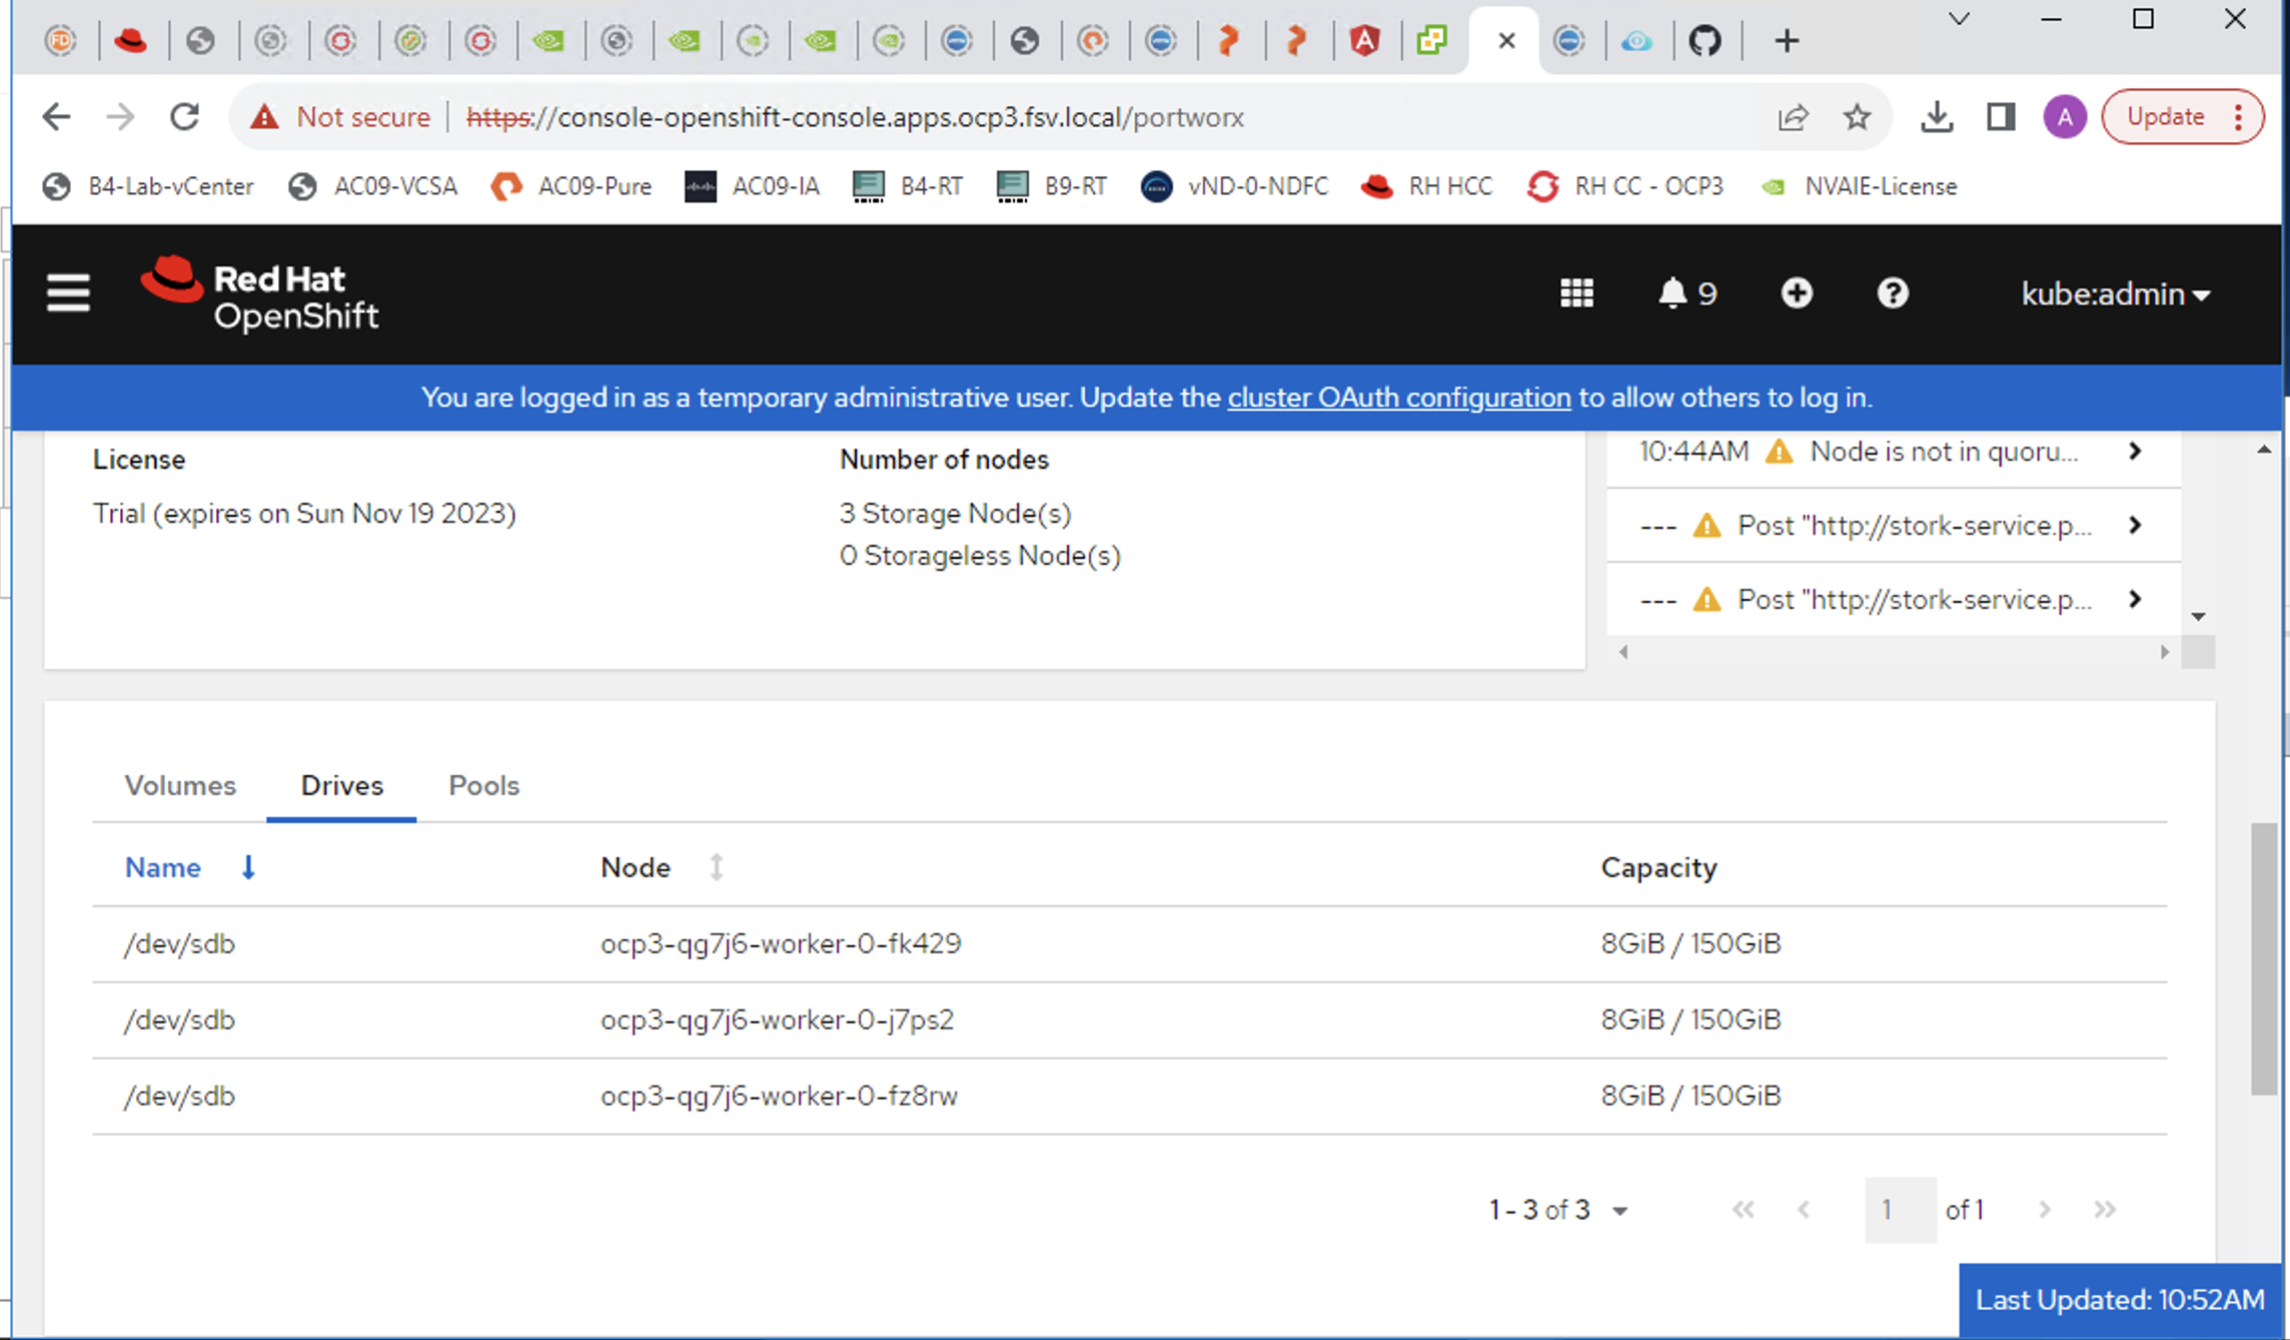 FD
Not secure
https://console-openshift-console.apps.ocp3.fsv.local/portworx
A
Update
B4-Lab-vCenter AC09-VCSA AC09-Pure AC09-IA B4-RT B9-RT vND-0-NDFC RH HCC RH CC - OCP3 NVAIE-License
Red Hat
OpenShift
9
kube:admin
You are logged in as a temporary administrative user. Update the cluster OAuth configuration to allow others to log in.
License
Trial (expires on Sun Nov 19 2023)
Number of nodes
3 Storage Node(s)
0 Storageless Node(s)
10:44AM Node is not in quoru...
--- Post "http://stork-service.p...
--- Post "http://stork-service.p...
Volumes Drives Pools
Name Node Capacity
/dev/sdb ocp3-qg7j6-worker-0-fk429 8GiB / 150GiB
/dev/sdb ocp3-qg7j6-worker-0-j7ps2 8GiB / 150GiB
/dev/sdb ocp3-qg7j6-worker-0-fz8rw 8GiB / 150GiB
1 - 3 of 3 1 of 1
Last Updated: 10:52AM